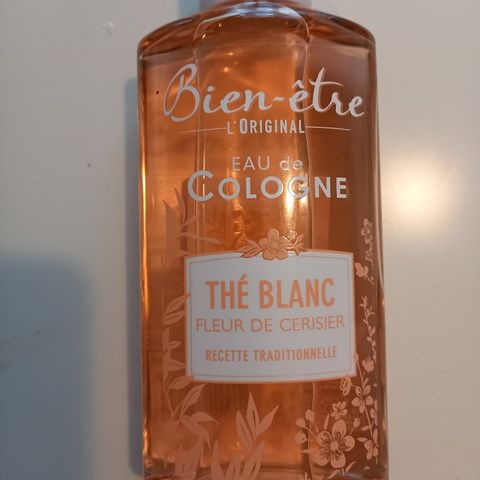 Bien-être
L'ORIGINAL
EAU de
COLOGNE
THÉ BLANC
FLEUR DE CERISIER
RECETTE TRADITIONNELLE